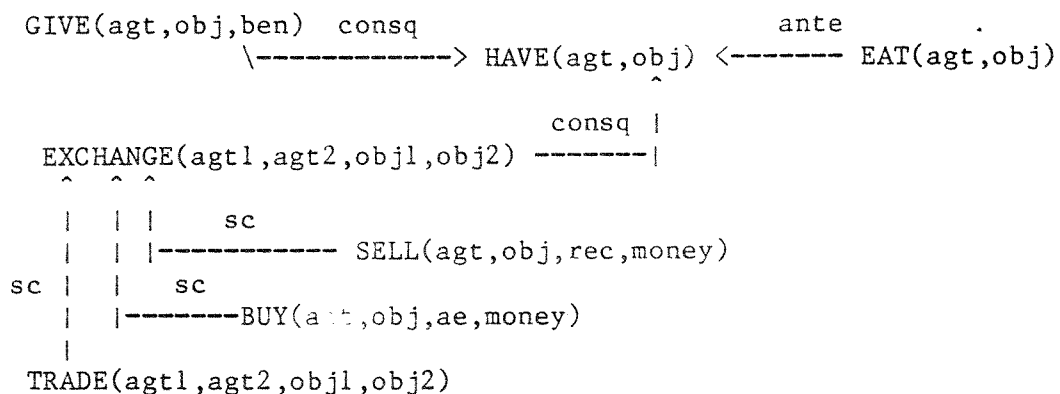 GIVE(agt,obj,ben) consq ante
\------------> HAVE(agt,obj) <------- EAT(agt,obj)
consq |
EXCHANGE(agt1,agt2,obj1,obj2) -------|
^ ^ ^
| | | sc
| | |----------- SELL(agt,obj,rec,money)
sc | | sc
| |-------BUY(a t,obj,ae,money)
|
TRADE(agt1,agt2,obj1,obj2)